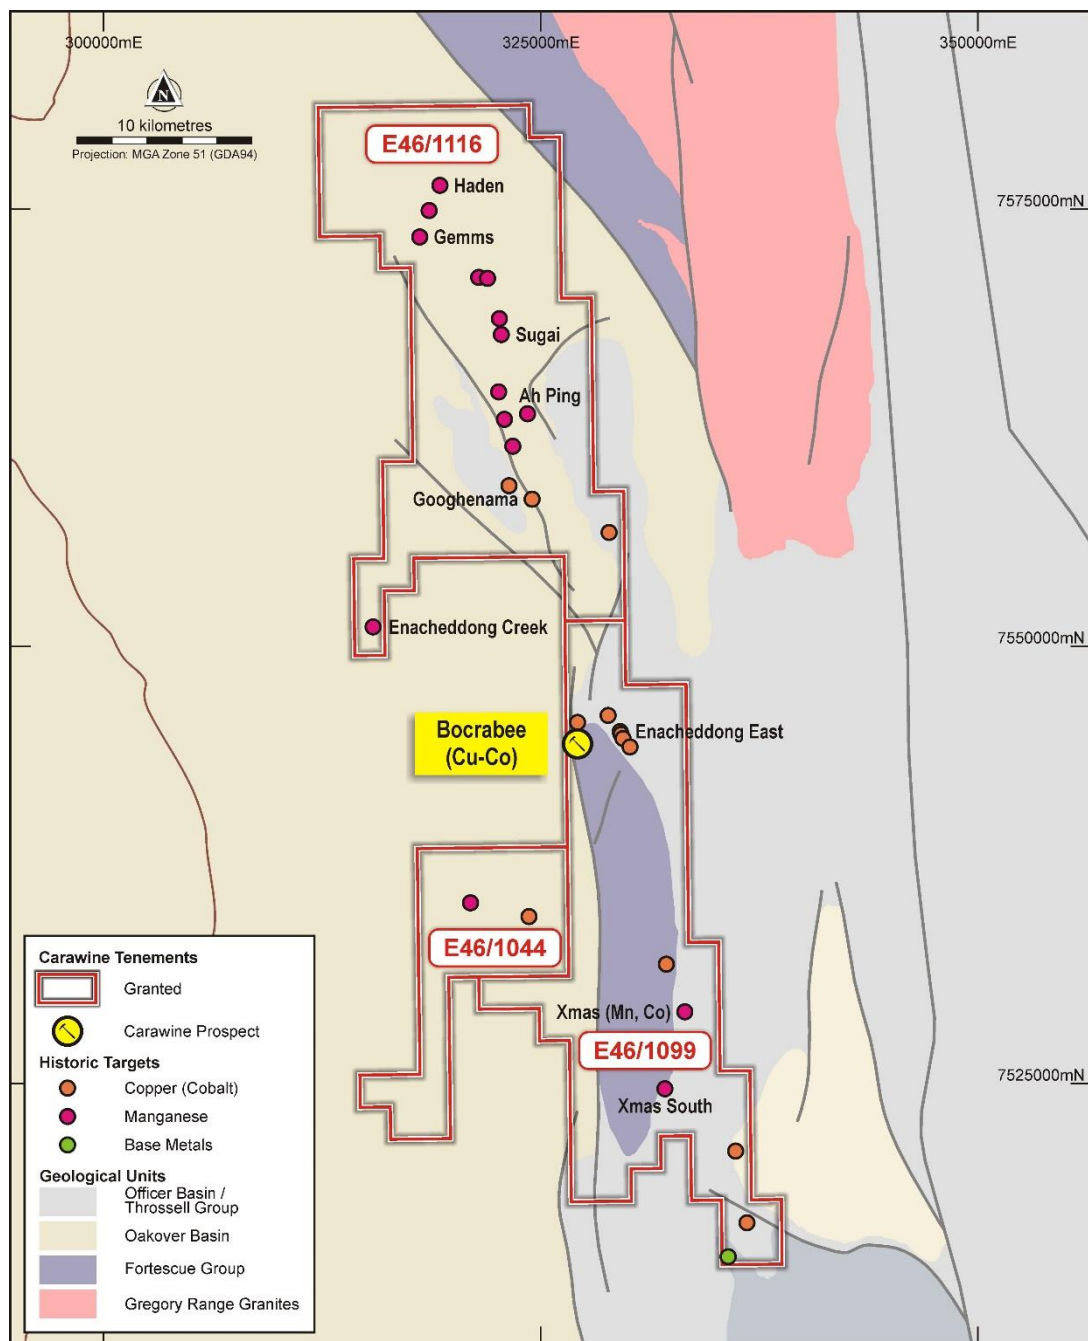 300000mE
325000mE
350000mE
N
10 kilometres
Projection: MGA Zone 51 (GDA94)
E46/1116
Haden
7575000mN
Gemms
Sugai
Ah Ping
Googhenama
Enacheddong Creek
7550000mN
Bocrabee
(Cu-Co)
Enacheddong East
E46/1044
Xmas (Mn, Co)
E46/1099
7525000mN
Xmas South
Carawine Tenements
Granted
Carawine Prospect
Historic Targets
Copper (Cobalt)
Manganese
Base Metals
Geological Units
Officer Basin /
Throssell Group
Oakover Basin
Fortescue Group
Gregory Range Granites